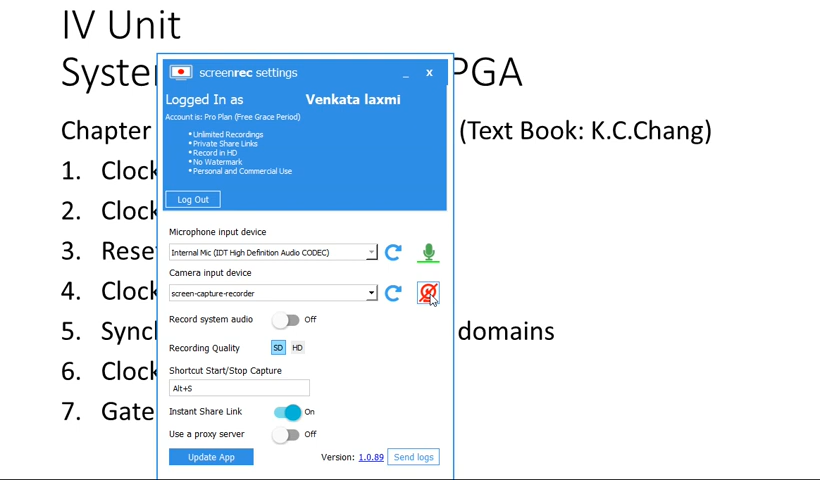 IV Unit
Syste PGA
Chapter (Text Book: K.C.Chang)
1. Clock
2. Clock
3. Rese
4. Clock
5. Synch domains
6. Clock
7. Gate
screenrec settings
_ x
Logged In as Venkata laxmi
Account is: Pro Plan (Free Grace Period)
• Unlimited Recordings
• Private Share Links
• Record in HD
• No Watermark
• Personal and Commercial Use
Log Out
Microphone input device
Internal Mic (IDT High Definition Audio CODEC)
Camera input device
screen-capture-recorder
Record system audio Off
Recording Quality SD HD
Shortcut Start/Stop Capture
Alt+S
Instant Share Link On
Use a proxy server Off
Update App Version: 1.0.89 Send logs